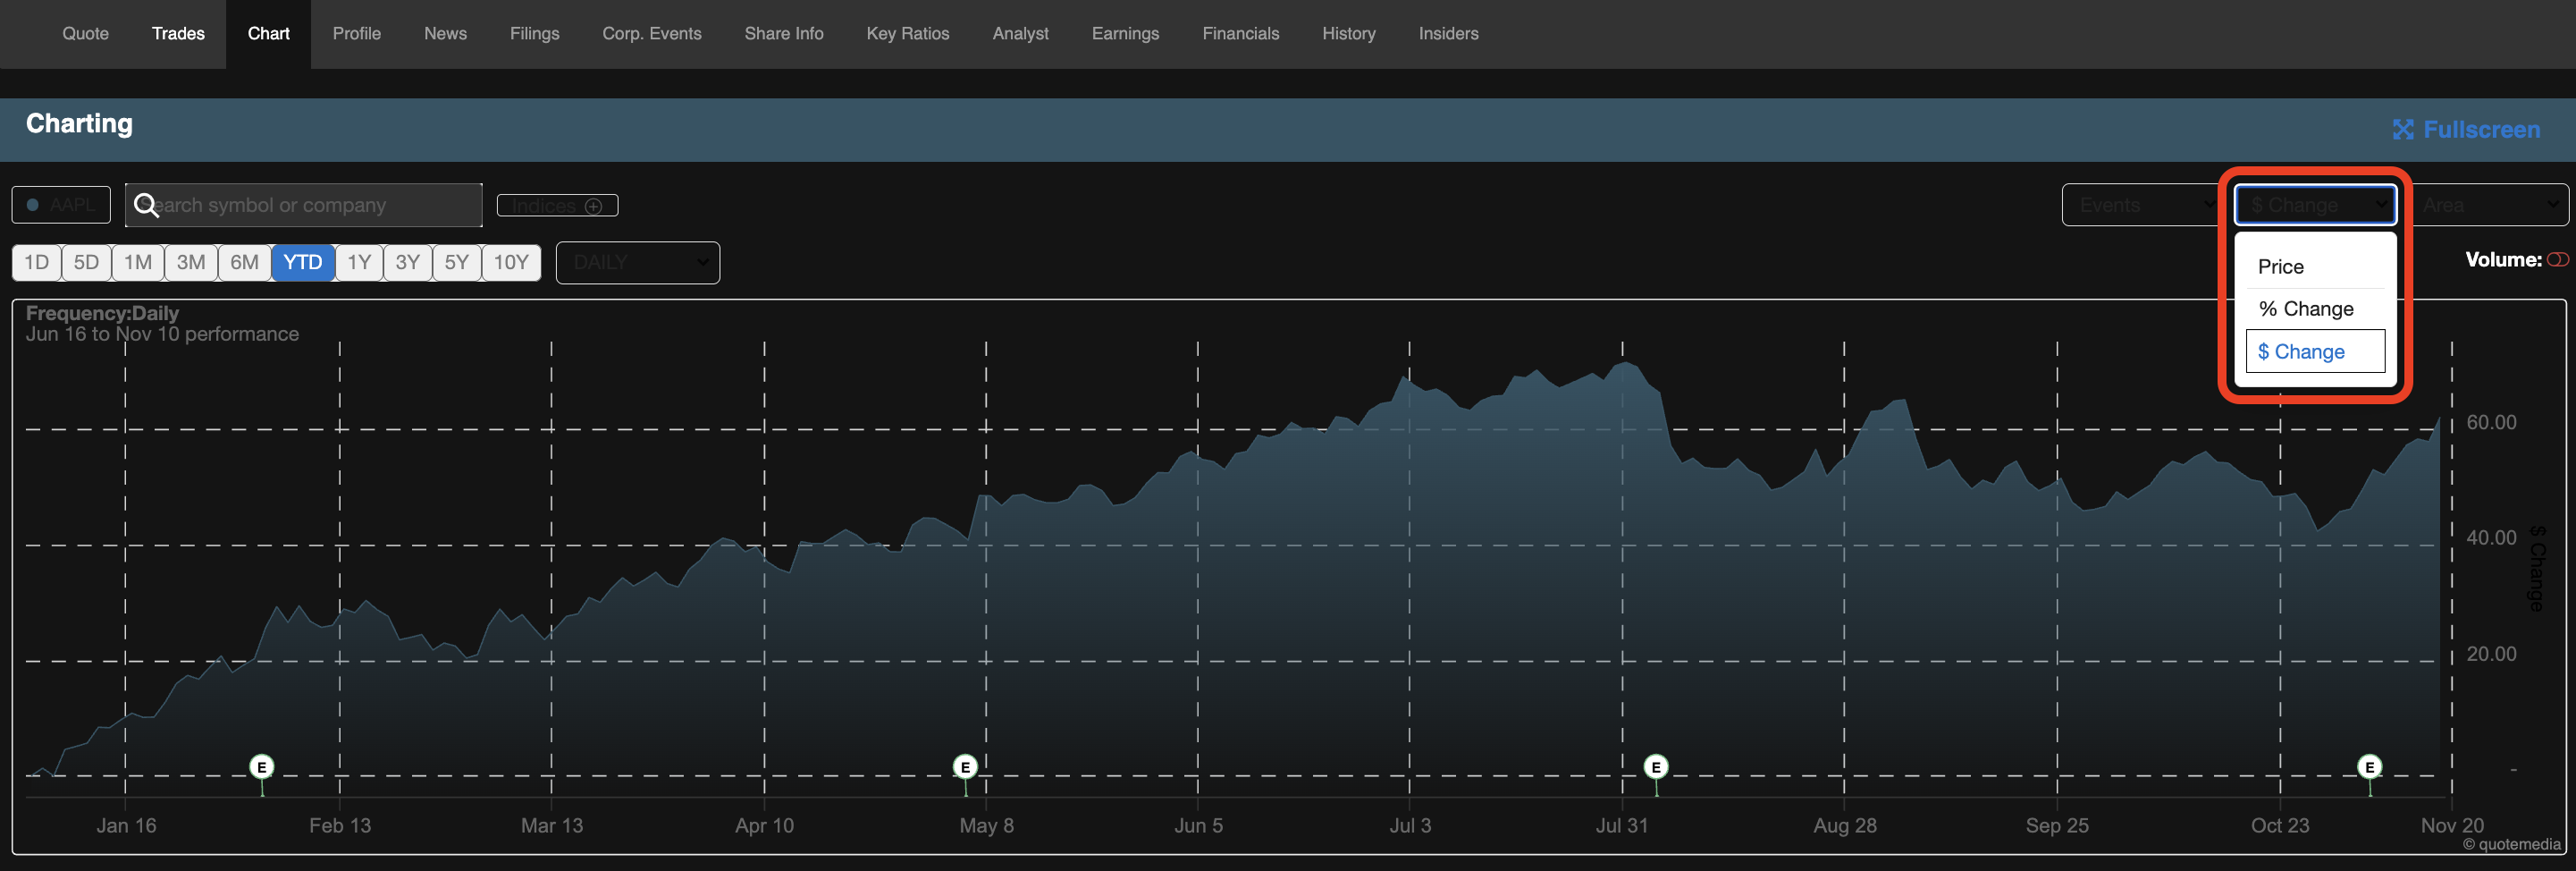 Quote Trades Chart Profile News Filings Corp. Events Share Info Key Ratios Analyst Earnings Financials History Insiders
Charting
Fullscreen
AAPL
Search symbol or company
Indices
Events
$ Change
Area
1D 5D 1M 3M 6M YTD 1Y 3Y 5Y 10Y
DAILY
Price
% Change
$ Change
Volume:
Frequency:Daily
Jun 16 to Nov 10 performance
60.00
40.00
20.00
-
$ Change
E E E E
Jan 16 Feb 13 Mar 13 Apr 10 May 8 Jun 5 Jul 3 Jul 31 Aug 28 Sep 25 Oct 23 Nov 20
© quotemedia